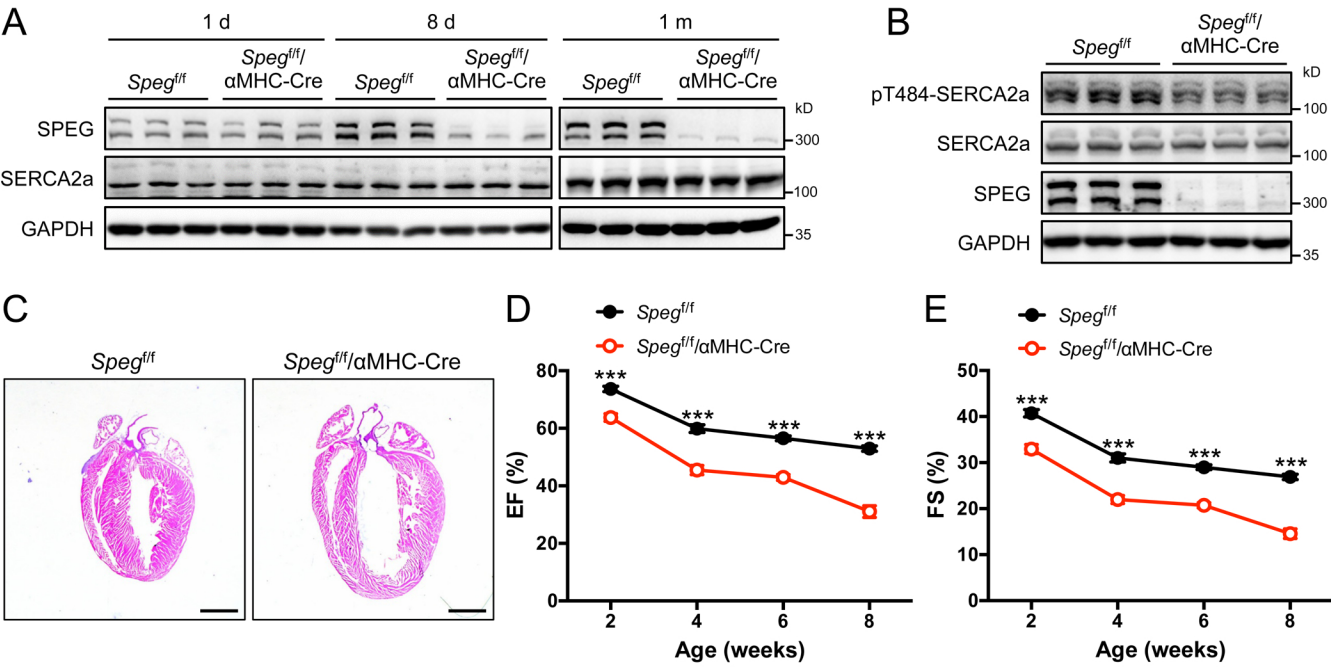 A
1 d 8 d 1 m
Spegf/f Spegf/f/ αMHC-Cre Spegf/f Spegf/f/ αMHC-Cre Spegf/f Spegf/f/ αMHC-Cre
kD
SPEG 300
SERCA2a 100
GAPDH 35
B
Spegf/f Spegf/f/ αMHC-Cre
kD
pT484-SERCA2a 100
SERCA2a 100
SPEG 300
GAPDH 35
C
Spegf/f Spegf/f/αMHC-Cre
D
Spegf/f
Spegf/f/αMHC-Cre
80
60
40
20
0
EF (%)
*** *** *** ***
2 4 6 8
Age (weeks)
E
Spegf/f
Spegf/f/αMHC-Cre
50
40
30
20
10
0
FS (%)
*** *** *** ***
2 4 6 8
Age (weeks)